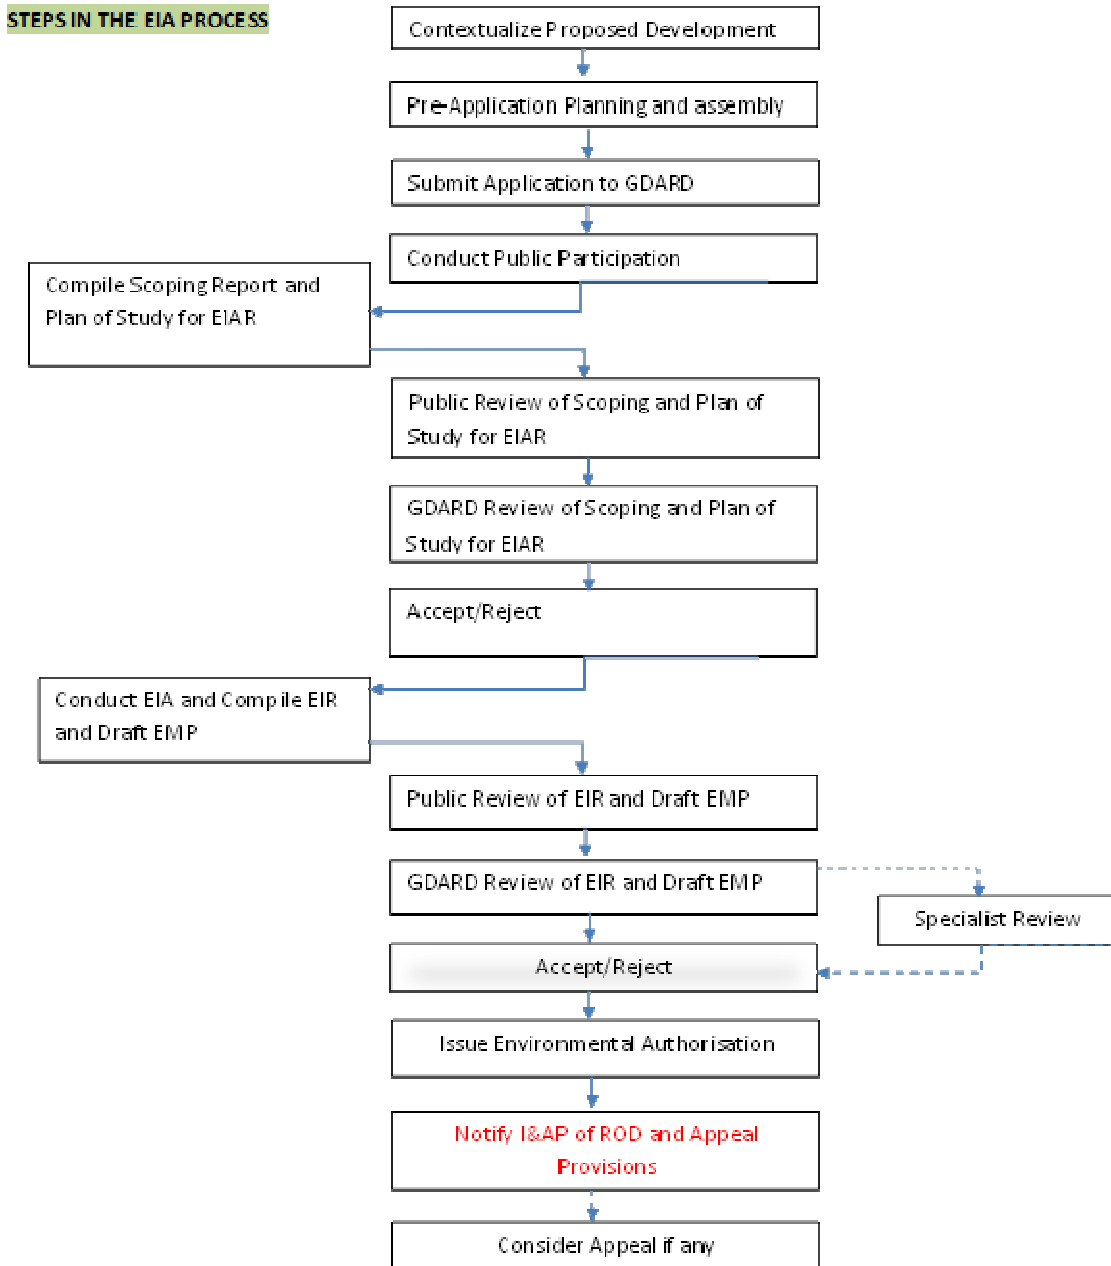 STEPS IN THE EIA PROCESS
Contextualize Proposed Development
Pre-Application Planning and assembly
Submit Application to GDARD
Conduct Public Participation
Compile Scoping Report and
Plan of Study for EIAR
Public Review of Scoping and Plan of
Study for EIAR
GDARD Review of Scoping and Plan of
Study for EIAR
Accept/Reject
Conduct EIA and Compile EIR
and Draft EMP
Public Review of EIR and Draft EMP
GDARD Review of EIR and Draft EMP
Specialist Review
Accept/Reject
Issue Environmental Authorisation
Notify I&AP of ROD and Appeal
Provisions
Consider Appeal if any